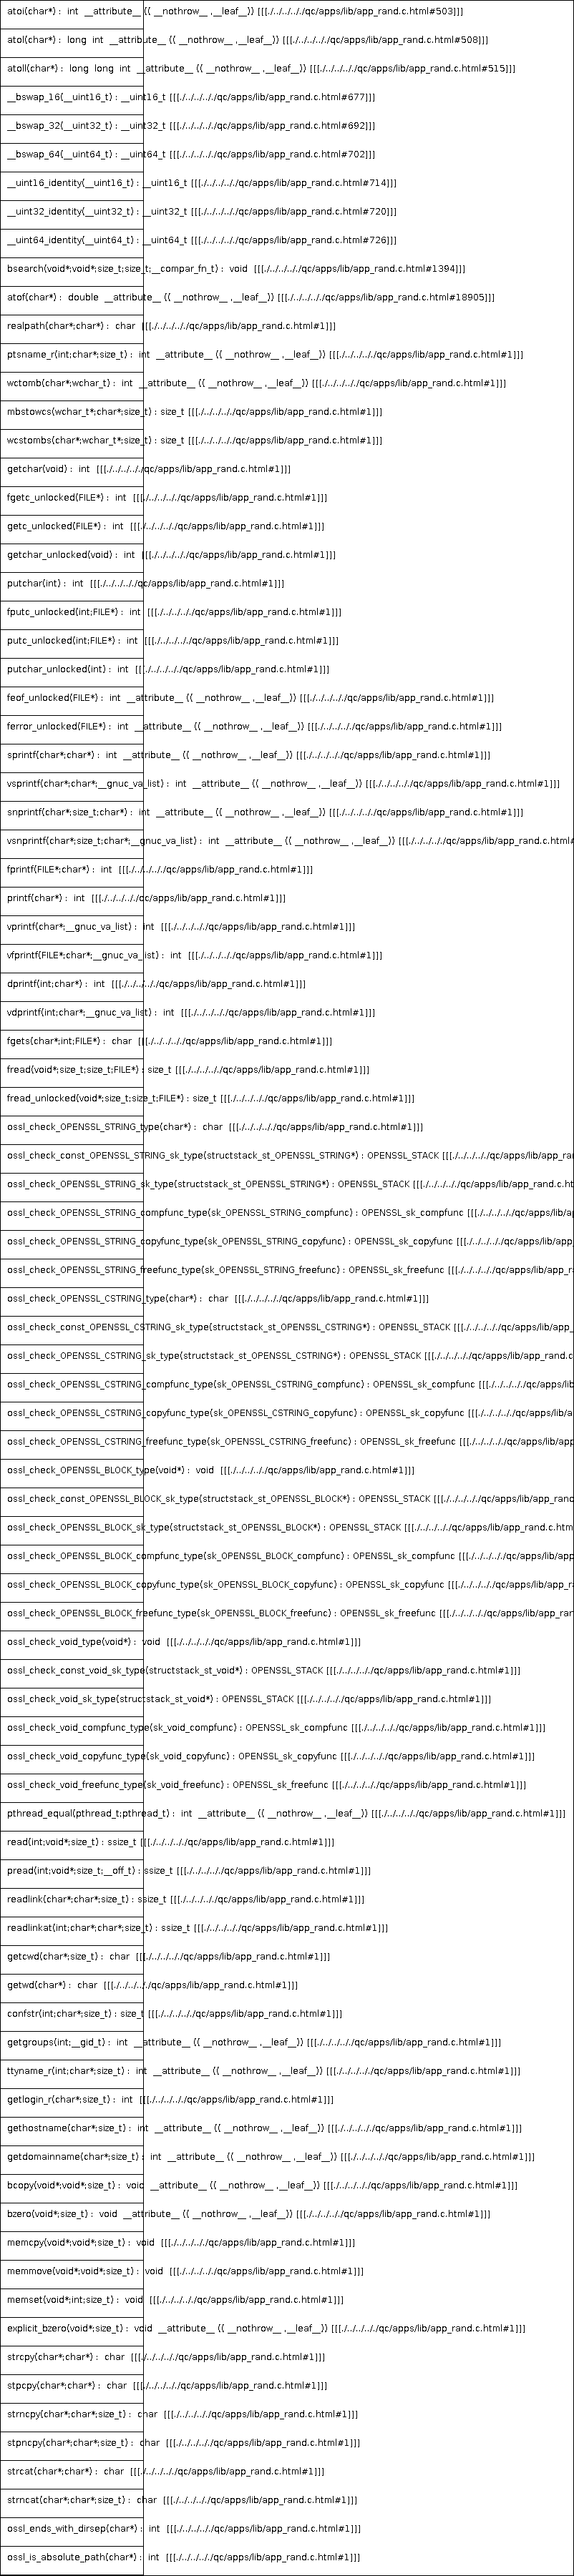 atoi(char*) :  int  __attribute__ (( __nothrow__ ,__leaf__)) [[[./../../../././qc/apps/lib/app_rand.c.html#503]]]
atol(char*) :  long  int  __attribute__ (( __nothrow__ ,__leaf__)) [[[./../../../././qc/apps/lib/app_rand.c.html#508]]]
atoll(char*) :  long  long  int  __attribute__ (( __nothrow__ ,__leaf__)) [[[./../../../././qc/apps/lib/app_rand.c.html#515]]]
__bswap_16(__uint16_t) : __uint16_t [[[./../../../././qc/apps/lib/app_rand.c.html#677]]]
__bswap_32(__uint32_t) : __uint32_t [[[./../../../././qc/apps/lib/app_rand.c.html#692]]]
__bswap_64(__uint64_t) : __uint64_t [[[./../../../././qc/apps/lib/app_rand.c.html#702]]]
__uint16_identity(__uint16_t) : __uint16_t [[[./../../../././qc/apps/lib/app_rand.c.html#714]]]
__uint32_identity(__uint32_t) : __uint32_t [[[./../../../././qc/apps/lib/app_rand.c.html#720]]]
__uint64_identity(__uint64_t) : __uint64_t [[[./../../../././qc/apps/lib/app_rand.c.html#726]]]
bsearch(void*;void*;size_t;size_t;__compar_fn_t) :  void  [[[./../../../././qc/apps/lib/app_rand.c.html#1394]]]
atof(char*) :  double  __attribute__ (( __nothrow__ ,__leaf__)) [[[./../../../././qc/apps/lib/app_rand.c.html#18905]]]
realpath(char*;char*) :  char  [[[./../../../././qc/apps/lib/app_rand.c.html#1]]]
ptsname_r(int;char*;size_t) :  int  __attribute__ (( __nothrow__ ,__leaf__)) [[[./../../../././qc/apps/lib/app_rand.c.html#1]]]
wctomb(char*;wchar_t) :  int  __attribute__ (( __nothrow__ ,__leaf__)) [[[./../../../././qc/apps/lib/app_rand.c.html#1]]]
mbstowcs(wchar_t*;char*;size_t) : size_t [[[./../../../././qc/apps/lib/app_rand.c.html#1]]]
wcstombs(char*;wchar_t*;size_t) : size_t [[[./../../../././qc/apps/lib/app_rand.c.html#1]]]
getchar(void) :  int  [[[./../../../././qc/apps/lib/app_rand.c.html#1]]]
fgetc_unlocked(FILE*) :  int  [[[./../../../././qc/apps/lib/app_rand.c.html#1]]]
getc_unlocked(FILE*) :  int  [[[./../../../././qc/apps/lib/app_rand.c.html#1]]]
getchar_unlocked(void) :  int  [[[./../../../././qc/apps/lib/app_rand.c.html#1]]]
putchar(int) :  int  [[[./../../../././qc/apps/lib/app_rand.c.html#1]]]
fputc_unlocked(int;FILE*) :  int  [[[./../../../././qc/apps/lib/app_rand.c.html#1]]]
putc_unlocked(int;FILE*) :  int  [[[./../../../././qc/apps/lib/app_rand.c.html#1]]]
putchar_unlocked(int) :  int  [[[./../../../././qc/apps/lib/app_rand.c.html#1]]]
feof_unlocked(FILE*) :  int  __attribute__ (( __nothrow__ ,__leaf__)) [[[./../../../././qc/apps/lib/app_rand.c.html#1]]]
ferror_unlocked(FILE*) :  int  __attribute__ (( __nothrow__ ,__leaf__)) [[[./../../../././qc/apps/lib/app_rand.c.html#1]]]
sprintf(char*;char*) :  int  __attribute__ (( __nothrow__ ,__leaf__)) [[[./../../../././qc/apps/lib/app_rand.c.html#1]]]
vsprintf(char*;char*;__gnuc_va_list) :  int  __attribute__ (( __nothrow__ ,__leaf__)) [[[./../../../././qc/apps/lib/app_rand.c.html#1]]]
snprintf(char*;size_t;char*) :  int  __attribute__ (( __nothrow__ ,__leaf__)) [[[./../../../././qc/apps/lib/app_rand.c.html#1]]]
vsnprintf(char*;size_t;char*;__gnuc_va_list) :  int  __attribute__ (( __nothrow__ ,__leaf__)) [[[./../../../././qc/apps/lib/app_rand.c.html#
fprintf(FILE*;char*) :  int  [[[./../../../././qc/apps/lib/app_rand.c.html#1]]]
printf(char*) :  int  [[[./../../../././qc/apps/lib/app_rand.c.html#1]]]
vprintf(char*;__gnuc_va_list) :  int  [[[./../../../././qc/apps/lib/app_rand.c.html#1]]]
vfprintf(FILE*;char*;__gnuc_va_list) :  int  [[[./../../../././qc/apps/lib/app_rand.c.html#1]]]
dprintf(int;char*) :  int  [[[./../../../././qc/apps/lib/app_rand.c.html#1]]]
vdprintf(int;char*;__gnuc_va_list) :  int  [[[./../../../././qc/apps/lib/app_rand.c.html#1]]]
fgets(char*;int;FILE*) :  char  [[[./../../../././qc/apps/lib/app_rand.c.html#1]]]
fread(void*;size_t;size_t;FILE*) : size_t [[[./../../../././qc/apps/lib/app_rand.c.html#1]]]
fread_unlocked(void*;size_t;size_t;FILE*) : size_t [[[./../../../././qc/apps/lib/app_rand.c.html#1]]]
ossl_check_OPENSSL_STRING_type(char*) :  char  [[[./../../../././qc/apps/lib/app_rand.c.html#1]]]
ossl_check_const_OPENSSL_STRING_sk_type(structstack_st_OPENSSL_STRING*) : OPENSSL_STACK [[[./../../../././qc/apps/lib/app_rand
ossl_check_OPENSSL_STRING_sk_type(structstack_st_OPENSSL_STRING*) : OPENSSL_STACK [[[./../../../././qc/apps/lib/app_rand.c.ht
ossl_check_OPENSSL_STRING_compfunc_type(sk_OPENSSL_STRING_compfunc) : OPENSSL_sk_compfunc [[[./../../../././qc/apps/lib/a
ossl_check_OPENSSL_STRING_copyfunc_type(sk_OPENSSL_STRING_copyfunc) : OPENSSL_sk_copyfunc [[[./../../../././qc/apps/lib/app_
ossl_check_OPENSSL_STRING_freefunc_type(sk_OPENSSL_STRING_freefunc) : OPENSSL_sk_freefunc [[[./../../../././qc/apps/lib/app_r
ossl_check_OPENSSL_CSTRING_type(char*) :  char  [[[./../../../././qc/apps/lib/app_rand.c.html#1]]]
ossl_check_const_OPENSSL_CSTRING_sk_type(structstack_st_OPENSSL_CSTRING*) : OPENSSL_STACK [[[./../../../././qc/apps/lib/app_
ossl_check_OPENSSL_CSTRING_sk_type(structstack_st_OPENSSL_CSTRING*) : OPENSSL_STACK [[[./../../../././qc/apps/lib/app_rand.c
ossl_check_OPENSSL_CSTRING_compfunc_type(sk_OPENSSL_CSTRING_compfunc) : OPENSSL_sk_compfunc [[[./../../../././qc/apps/lib
ossl_check_OPENSSL_CSTRING_copyfunc_type(sk_OPENSSL_CSTRING_copyfunc) : OPENSSL_sk_copyfunc [[[./../../../././qc/apps/lib/a
ossl_check_OPENSSL_CSTRING_freefunc_type(sk_OPENSSL_CSTRING_freefunc) : OPENSSL_sk_freefunc [[[./../../../././qc/apps/lib/app
ossl_check_OPENSSL_BLOCK_type(void*) :  void  [[[./../../../././qc/apps/lib/app_rand.c.html#1]]]
ossl_check_const_OPENSSL_BLOCK_sk_type(structstack_st_OPENSSL_BLOCK*) : OPENSSL_STACK [[[./../../../././qc/apps/lib/app_rand
ossl_check_OPENSSL_BLOCK_sk_type(structstack_st_OPENSSL_BLOCK*) : OPENSSL_STACK [[[./../../../././qc/apps/lib/app_rand.c.htm
ossl_check_OPENSSL_BLOCK_compfunc_type(sk_OPENSSL_BLOCK_compfunc) : OPENSSL_sk_compfunc [[[./../../../././qc/apps/lib/app
ossl_check_OPENSSL_BLOCK_copyfunc_type(sk_OPENSSL_BLOCK_copyfunc) : OPENSSL_sk_copyfunc [[[./../../../././qc/apps/lib/app_r
ossl_check_OPENSSL_BLOCK_freefunc_type(sk_OPENSSL_BLOCK_freefunc) : OPENSSL_sk_freefunc [[[./../../../././qc/apps/lib/app_ran
ossl_check_void_type(void*) :  void  [[[./../../../././qc/apps/lib/app_rand.c.html#1]]]
ossl_check_const_void_sk_type(structstack_st_void*) : OPENSSL_STACK [[[./../../../././qc/apps/lib/app_rand.c.html#1]]]
ossl_check_void_sk_type(structstack_st_void*) : OPENSSL_STACK [[[./../../../././qc/apps/lib/app_rand.c.html#1]]]
ossl_check_void_compfunc_type(sk_void_compfunc) : OPENSSL_sk_compfunc [[[./../../../././qc/apps/lib/app_rand.c.html#1]]]
ossl_check_void_copyfunc_type(sk_void_copyfunc) : OPENSSL_sk_copyfunc [[[./../../../././qc/apps/lib/app_rand.c.html#1]]]
ossl_check_void_freefunc_type(sk_void_freefunc) : OPENSSL_sk_freefunc [[[./../../../././qc/apps/lib/app_rand.c.html#1]]]
pthread_equal(pthread_t;pthread_t) :  int  __attribute__ (( __nothrow__ ,__leaf__)) [[[./../../../././qc/apps/lib/app_rand.c.html#1]]]
read(int;void*;size_t) : ssize_t [[[./../../../././qc/apps/lib/app_rand.c.html#1]]]
pread(int;void*;size_t;__off_t) : ssize_t [[[./../../../././qc/apps/lib/app_rand.c.html#1]]]
readlink(char*;char*;size_t) : ssize_t [[[./../../../././qc/apps/lib/app_rand.c.html#1]]]
readlinkat(int;char*;char*;size_t) : ssize_t [[[./../../../././qc/apps/lib/app_rand.c.html#1]]]
getcwd(char*;size_t) :  char  [[[./../../../././qc/apps/lib/app_rand.c.html#1]]]
getwd(char*) :  char  [[[./../../../././qc/apps/lib/app_rand.c.html#1]]]
confstr(int;char*;size_t) : size_t [[[./../../../././qc/apps/lib/app_rand.c.html#1]]]
getgroups(int;__gid_t) :  int  __attribute__ (( __nothrow__ ,__leaf__)) [[[./../../../././qc/apps/lib/app_rand.c.html#1]]]
ttyname_r(int;char*;size_t) :  int  __attribute__ (( __nothrow__ ,__leaf__)) [[[./../../../././qc/apps/lib/app_rand.c.html#1]]]
getlogin_r(char*;size_t) :  int  [[[./../../../././qc/apps/lib/app_rand.c.html#1]]]
gethostname(char*;size_t) :  int  __attribute__ (( __nothrow__ ,__leaf__)) [[[./../../../././qc/apps/lib/app_rand.c.html#1]]]
getdomainname(char*;size_t) :  int  __attribute__ (( __nothrow__ ,__leaf__)) [[[./../../../././qc/apps/lib/app_rand.c.html#1]]]
bcopy(void*;void*;size_t) :  void  __attribute__ (( __nothrow__ ,__leaf__)) [[[./../../../././qc/apps/lib/app_rand.c.html#1]]]
bzero(void*;size_t) :  void  __attribute__ (( __nothrow__ ,__leaf__)) [[[./../../../././qc/apps/lib/app_rand.c.html#1]]]
memcpy(void*;void*;size_t) :  void  [[[./../../../././qc/apps/lib/app_rand.c.html#1]]]
memmove(void*;void*;size_t) :  void  [[[./../../../././qc/apps/lib/app_rand.c.html#1]]]
memset(void*;int;size_t) :  void  [[[./../../../././qc/apps/lib/app_rand.c.html#1]]]
explicit_bzero(void*;size_t) :  void  __attribute__ (( __nothrow__ ,__leaf__)) [[[./../../../././qc/apps/lib/app_rand.c.html#1]]]
strcpy(char*;char*) :  char  [[[./../../../././qc/apps/lib/app_rand.c.html#1]]]
stpcpy(char*;char*) :  char  [[[./../../../././qc/apps/lib/app_rand.c.html#1]]]
strncpy(char*;char*;size_t) :  char  [[[./../../../././qc/apps/lib/app_rand.c.html#1]]]
stpncpy(char*;char*;size_t) :  char  [[[./../../../././qc/apps/lib/app_rand.c.html#1]]]
strcat(char*;char*) :  char  [[[./../../../././qc/apps/lib/app_rand.c.html#1]]]
strncat(char*;char*;size_t) :  char  [[[./../../../././qc/apps/lib/app_rand.c.html#1]]]
ossl_ends_with_dirsep(char*) :  int  [[[./../../../././qc/apps/lib/app_rand.c.html#1]]]
ossl_is_absolute_path(char*) :  int  [[[./../../../././qc/apps/lib/app_rand.c.html#1]]]